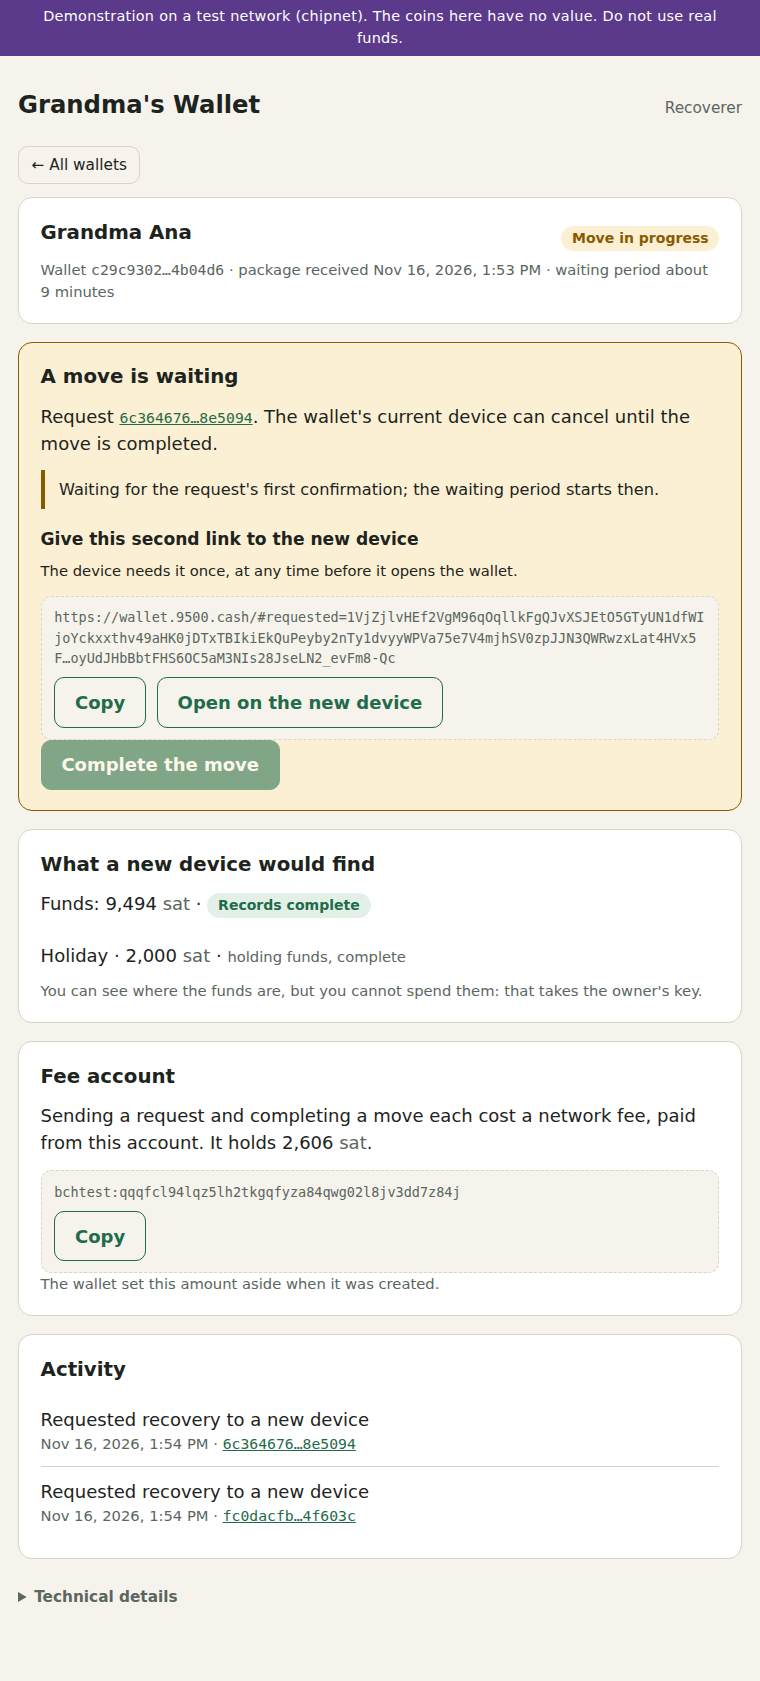 Demonstration on a test network (chipnet). The coins here have no value. Do not use real
funds.
Grandma's Wallet
Recoverer
← All wallets
Grandma Ana
Move in progress
Wallet c29c9302…4b04d6 · package received Nov 16, 2026, 1:53 PM · waiting period about
9 minutes
A move is waiting
Request 6c364676…8e5094. The wallet's current device can cancel until the
move is completed.
Waiting for the request's first confirmation; the waiting period starts then.
Give this second link to the new device
The device needs it once, at any time before it opens the wallet.
https://wallet.9500.cash/#requested=1VjZjlvHEf2VgM96qOqllkFgQJvXSJEtO5GTyUN1dfWI
joYckxxthv49aHK0jDTxTBIkiEkQuPeyby2nTy1dvyyWPVa75e7V4mjhSV0zpJJN3QWRwzxLat4HVx5
F…oyUdJHbBbtFHS6OC5aM3NIs28JseLN2_evFm8-Qc
Copy
Open on the new device
Complete the move
What a new device would find
Funds: 9,494 sat · Records complete
Holiday · 2,000 sat · holding funds, complete
You can see where the funds are, but you cannot spend them: that takes the owner's key.
Fee account
Sending a request and completing a move each cost a network fee, paid
from this account. It holds 2,606 sat.
bchtest:qqqfcl94lqz5lh2tkgqfyza84qwg02l8jv3dd7z84j
Copy
The wallet set this amount aside when it was created.
Activity
Requested recovery to a new device
Nov 16, 2026, 1:54 PM · 6c364676…8e5094
Requested recovery to a new device
Nov 16, 2026, 1:54 PM · fc0dacfb…4f603c
▶ Technical details